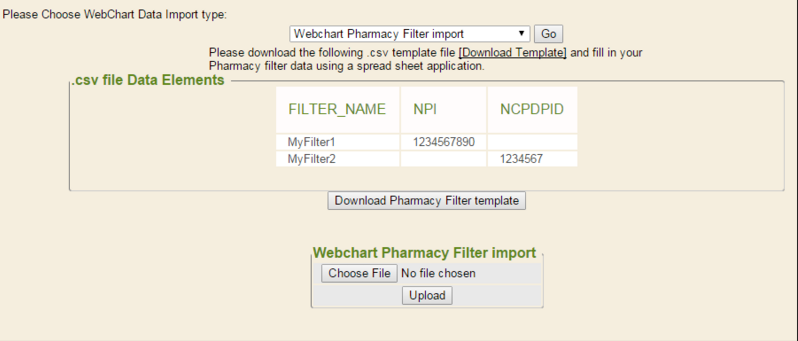 Please Choose WebChart Data Import type:
Webchart Pharmacy Filter import Go
Please download the following .csv template file [Download Template] and fill in your
Pharmacy filter data using a spread sheet application.
.csv file Data Elements
FILTER_NAME NPI NCPDPID
MyFilter1 1234567890
MyFilter2 1234567
Download Pharmacy Filter template
Webchart Pharmacy Filter import
Choose File No file chosen
Upload